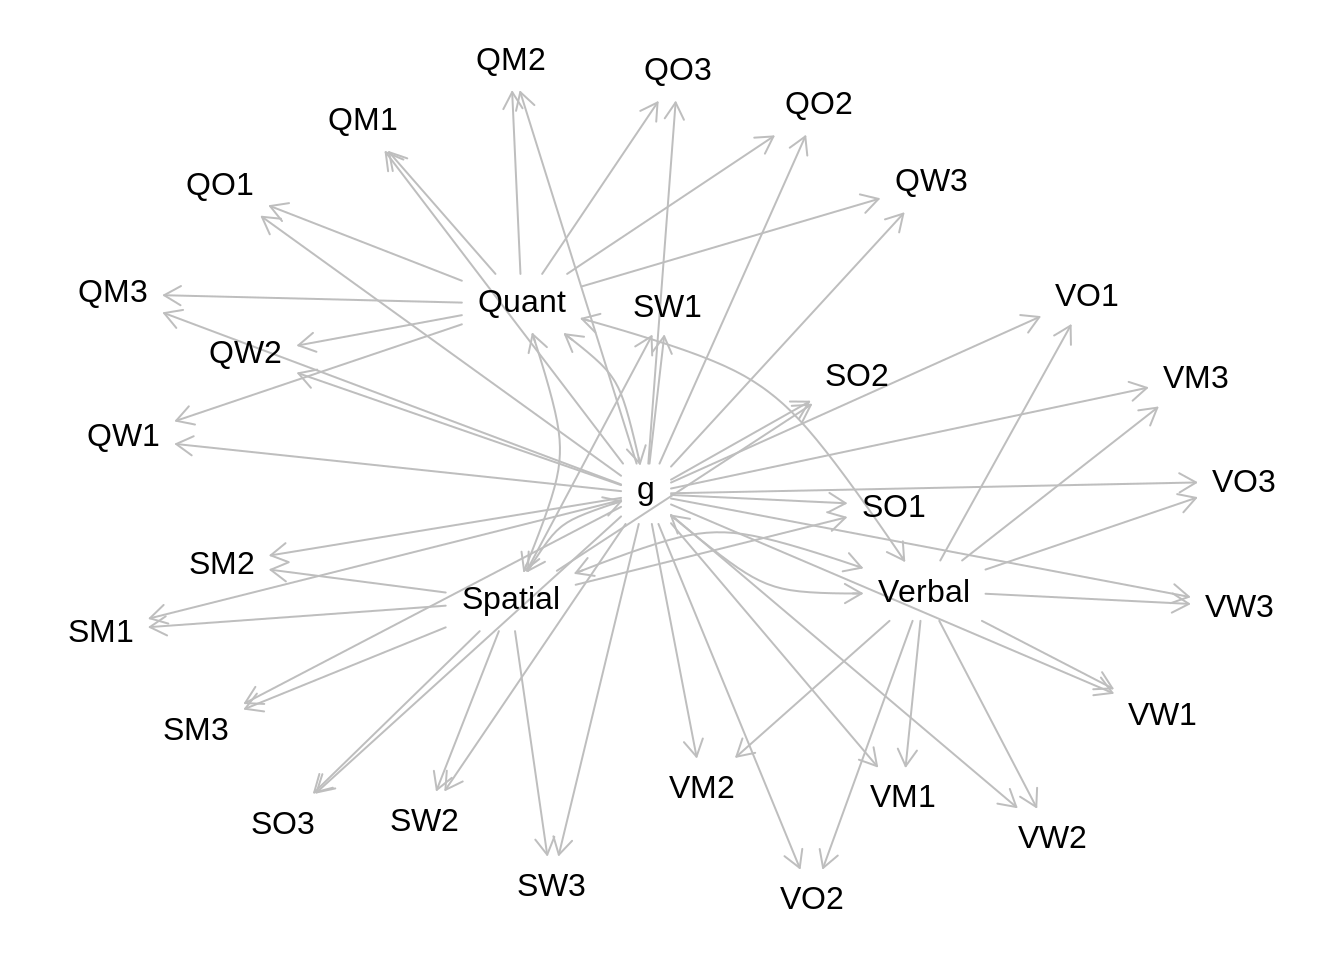 QM2
QO3
QO2
QM1
QW3
QO1
QM3
Quant
SW1
VO1
QW2
SO2
VM3
QW1
g
VO3
SO1
SM2
Spatial
Verbal
VW3
SM1
VW1
SM3
VM2
VM1
SO3
SW2
VW2
SW3
VO2